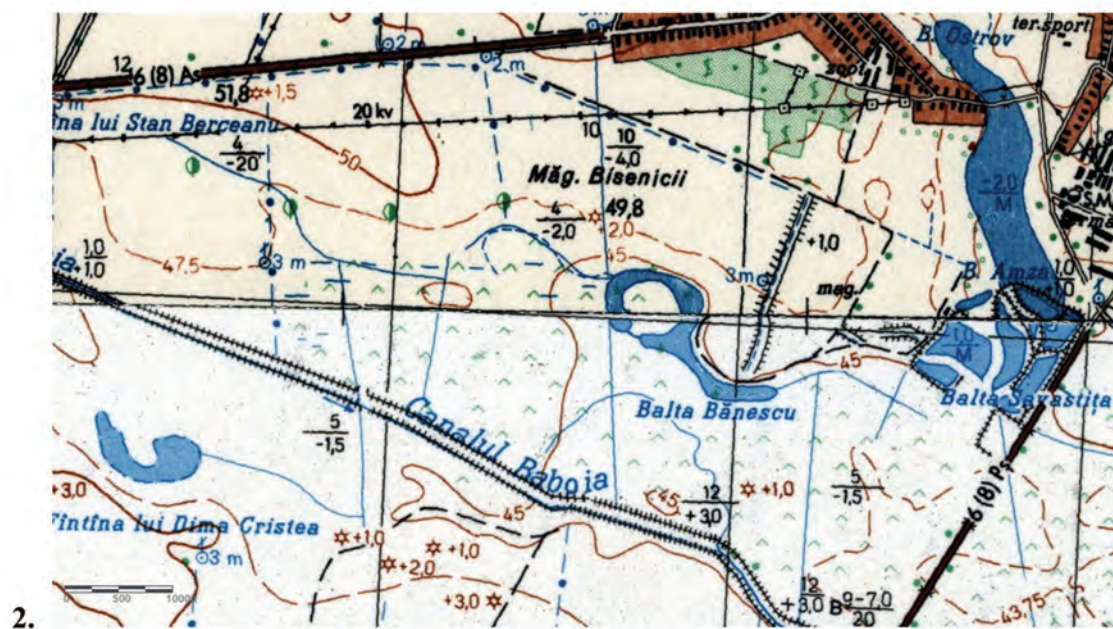 ter.sport
B. Ostrov
2 m
12
6 (8) As
2 m
zool
51,8
+1,5
3 m
20 kv
10
10
-4,0
îna lui Stan Berceanu
4
-20
50
Măg. Bisenicii
-2,0
M
S.M
4
-2,0
49,8
+2,0
45
+1,0
1,0
+1,0
47.5
3 m
3 m
B. Amza
1,0
1,0
mag.
1,0
M
45
Balta Bănescu
Balta Savastița
5
-1,5
Canalul Baboia
+3,0
45
12
+3,0
+1,0
5
-1,5
6 (8) Ps
Fîntîna lui Dima Cristea
45
+1,0
+1,0
3 m
+2,0
+3,0
12
+3,0
B
9-7,0
20
43.75
0 500 1000
2.